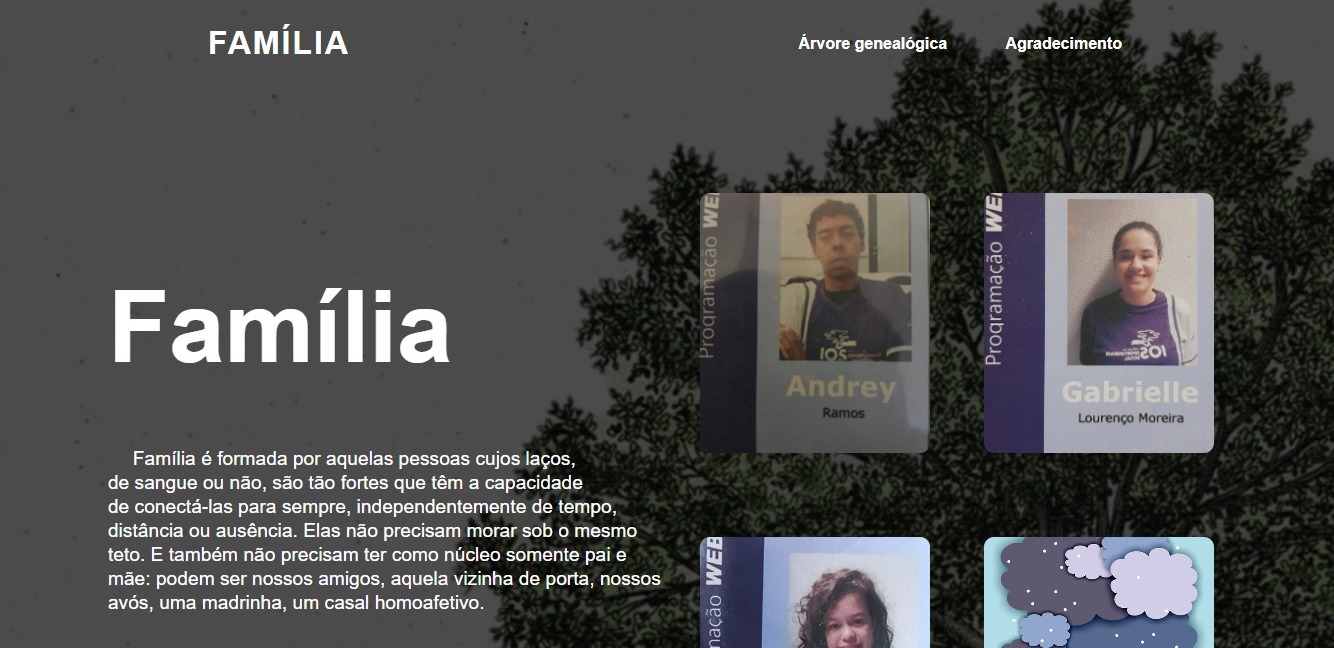 FAMÍLIA
Árvore genealógica
Agradecimento
Família
Família é formada por aquelas pessoas cujos laços,
de sangue ou não, são tão fortes que têm a capacidade
de conectá-las para sempre, independentemente de tempo,
distância ou ausência. Elas não precisam morar sob o mesmo
teto. E também não precisam ter como núcleo somente pai e
mãe: podem ser nossos amigos, aquela vizinha de porta, nossos
avós, uma madrinha, um casal homoafetivo.
Programação
IOS
Andrey
Ramos
Programação
IOS
Gabrielle
Lourenço Moreira
WEB